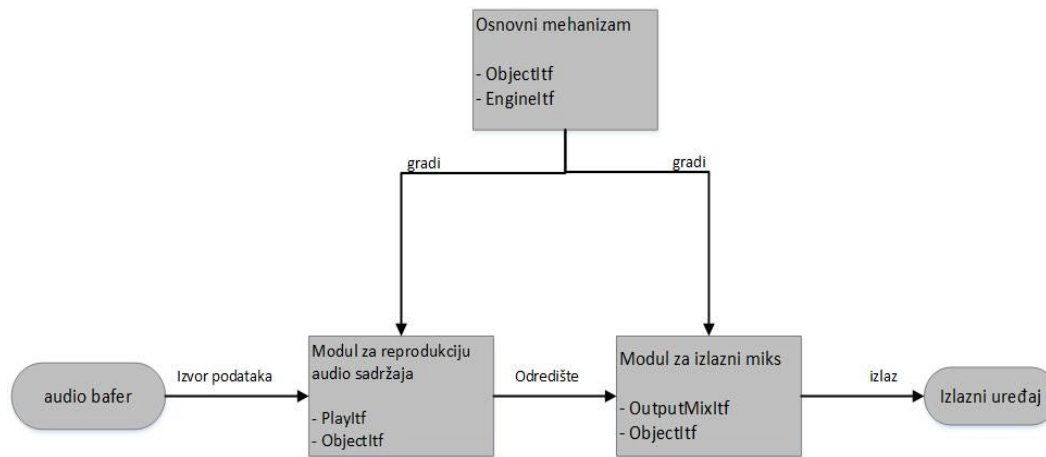 Osnovni mehanizam
- ObjectItf
- EngineItf
gradi
gradi
audio bafer
Izvor podataka
Modul za reprodukciju
audio sadržaja
- PlayItf
- ObjectItf
Odredište
Modul za izlazni miks
- OutputMixItf
- ObjectItf
izlaz
Izlazni uređaj